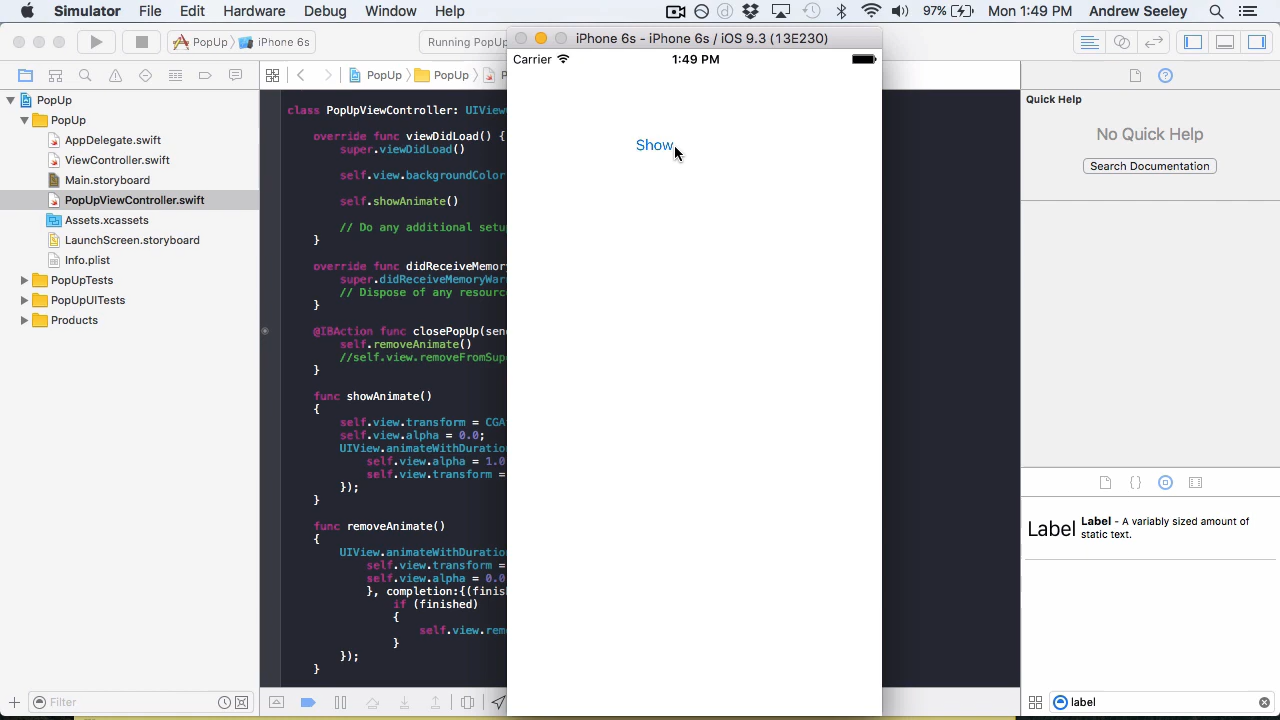 Simulator File Edit Hardware Debug Window Help 97% Mon 1:49 PM Andrew Seeley
PopUp iPhone 6s
Running PopUp
iPhone 6s - iPhone 6s / iOS 9.3 (13E230)
PopUp PopUp
Carrier 1:49 PM
Show
PopUp
PopUp
AppDelegate.swift
ViewController.swift
Main.storyboard
PopUpViewController.swift
Assets.xcassets
LaunchScreen.storyboard
Info.plist
PopUpTests
PopUpUITests
Products
Filter
class PopUpViewController: UIView
override func viewDidLoad() {
super.viewDidLoad()
self.view.backgroundColor
self.showAnimate()
// Do any additional setu
}
override func didReceiveMemory
super.didReceiveMemoryWar
// Dispose of any resourc
}
@IBAction func closePopUp(sen
self.removeAnimate()
//self.view.removeFromSup
}
func showAnimate()
{
self.view.transform = CGA
self.view.alpha = 0.0;
UIView.animateWithDuration
self.view.alpha = 1.0
self.view.transform =
});
}
func removeAnimate()
{
UIView.animateWithDuration
self.view.transform =
self.view.alpha = 0.0
}, completion:{(finish
if (finished)
{
self.view.rem
}
});
}
Quick Help
No Quick Help
Search Documentation
{ }
Label
Label - A variably sized amount of
static text.
label